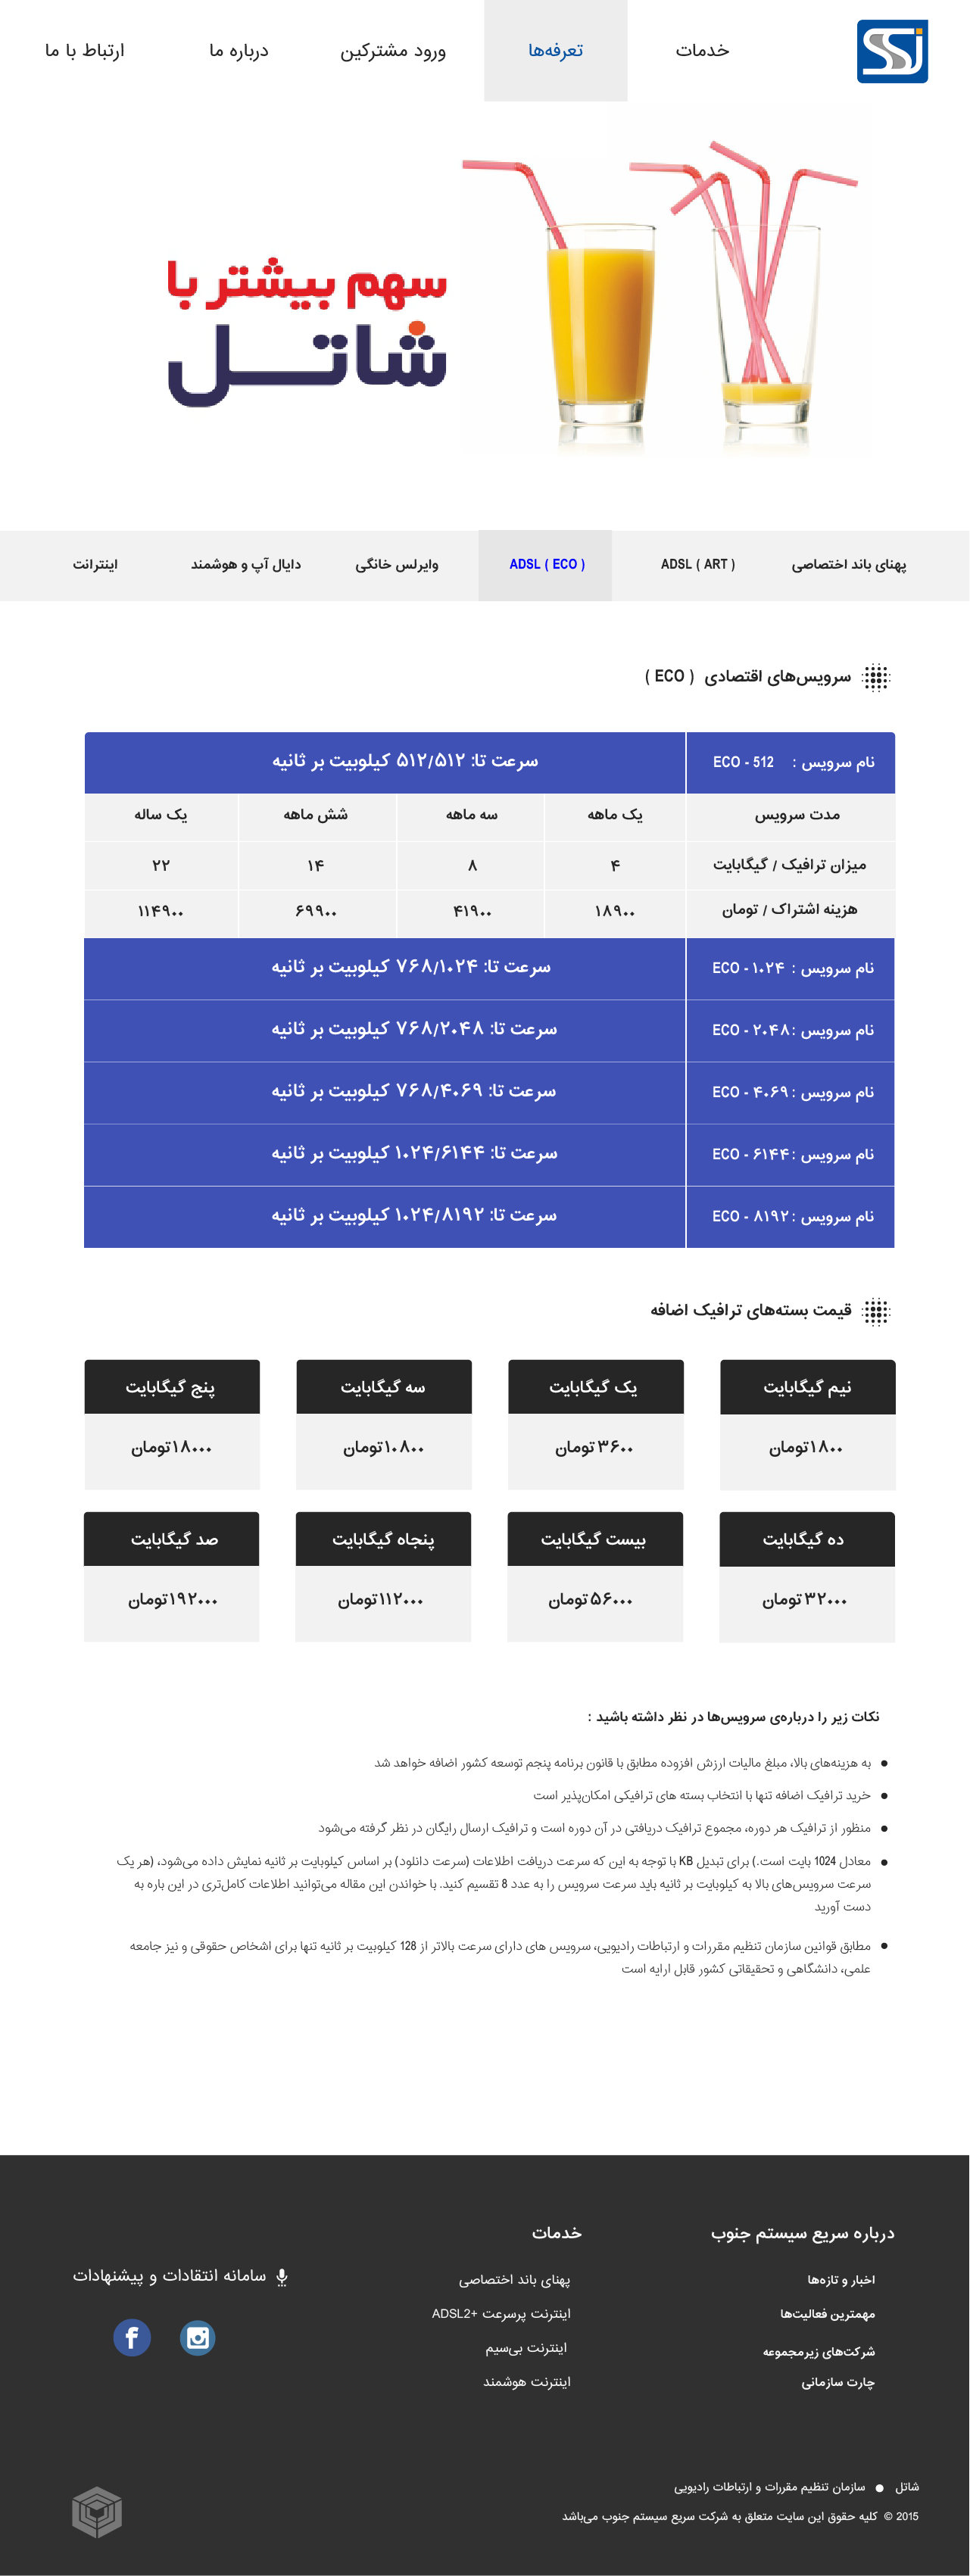 SSJ
خدمات
تعرفه‌ها
ورود مشترکین
درباره ما
ارتباط با ما
سهم بیشتر با
شاتل
پهنای باند اختصاصی
ADSL ( ART )
ADSL ( ECO )
وایرلس خانگی
دایال آپ و هوشمند
اینترانت
سرویس‌های اقتصادی ( ECO )
نام سرویس : ECO - 512
سرعت تا: ۵۱۲/۵۱۲ کیلوبیت بر ثانیه
مدت سرویس
یک ماهه
سه ماهه
شش ماهه
یک ساله
میزان ترافیک / گیگابایت
۴
۸
۱۴
۲۲
هزینه اشتراک / تومان
۱۸۹۰۰
۴۱۹۰۰
۶۹۹۰۰
۱۱۴۹۰۰
نام سرویس : ECO - ۱۰۲۴
سرعت تا: ۷۶۸/۱۰۲۴ کیلوبیت بر ثانیه
نام سرویس : ECO - ۲۰۴۸
سرعت تا: ۷۶۸/۲۰۴۸ کیلوبیت بر ثانیه
نام سرویس : ECO - ۴۰۶۹
سرعت تا: ۷۶۸/۴۰۶۹ کیلوبیت بر ثانیه
نام سرویس : ECO - ۶۱۴۴
سرعت تا: ۱۰۲۴/۶۱۴۴ کیلوبیت بر ثانیه
نام سرویس : ECO - ۸۱۹۲
سرعت تا: ۱۰۲۴/۸۱۹۲ کیلوبیت بر ثانیه
قیمت بسته‌های ترافیک اضافه
نیم گیگابایت
یک گیگابایت
سه گیگابایت
پنج گیگابایت
۱۸۰۰تومان
۳۶۰۰تومان
۱۰۸۰۰تومان
۱۸۰۰۰تومان
ده گیگابایت
بیست گیگابایت
پنجاه گیگابایت
صد گیگابایت
۳۲۰۰۰تومان
۵۶۰۰۰تومان
۱۱۲۰۰۰تومان
۱۹۲۰۰۰تومان
نکات زیر را درباره‌ی سرویس‌ها در نظر داشته باشید :
به هزینه‌های بالا، مبلغ مالیات ارزش افزوده مطابق با قانون برنامه پنجم توسعه کشور اضافه خواهد شد
خرید ترافیک اضافه تنها با انتخاب بسته های ترافیکی امکان‌پذیر است
منظور از ترافیک هر دوره، مجموع ترافیک دریافتی در آن دوره است و ترافیک ارسال رایگان در نظر گرفته می‌شود
معادل 1024 بایت است.) برای تبدیل KB با توجه به این که سرعت دریافت اطلاعات (سرعت دانلود) بر اساس کیلوبایت بر ثانیه نمایش داده می‌شود، (هر یک
سرعت سرویس‌های بالا به کیلوبایت بر ثانیه باید سرعت سرویس را به عدد 8 تقسیم کنید. با خواندن این مقاله می‌توانید اطلاعات کامل‌تری در این باره به
دست آورید
مطابق قوانین سازمان تنظیم مقررات و ارتباطات رادیویی، سرویس های دارای سرعت بالاتر از 128 کیلوبیت بر ثانیه تنها برای اشخاص حقوقی و نیز جامعه
علمی، دانشگاهی و تحقیقاتی کشور قابل ارایه است
درباره سریع سیستم جنوب
اخبار و تازه‌ها
مهمترین فعالیت‌ها
شرکت‌های زیرمجموعه
چارت سازمانی
خدمات
پهنای باند اختصاصی
اینترنت پرسرعت +ADSL2
اینترنت بی‌سیم
اینترنت هوشمند
سامانه انتقادات و پیشنهادات
شاتل ● سازمان تنظیم مقررات و ارتباطات رادیویی
2015 © کلیه حقوق این سایت متعلق به شرکت سریع سیستم جنوب می‌باشد